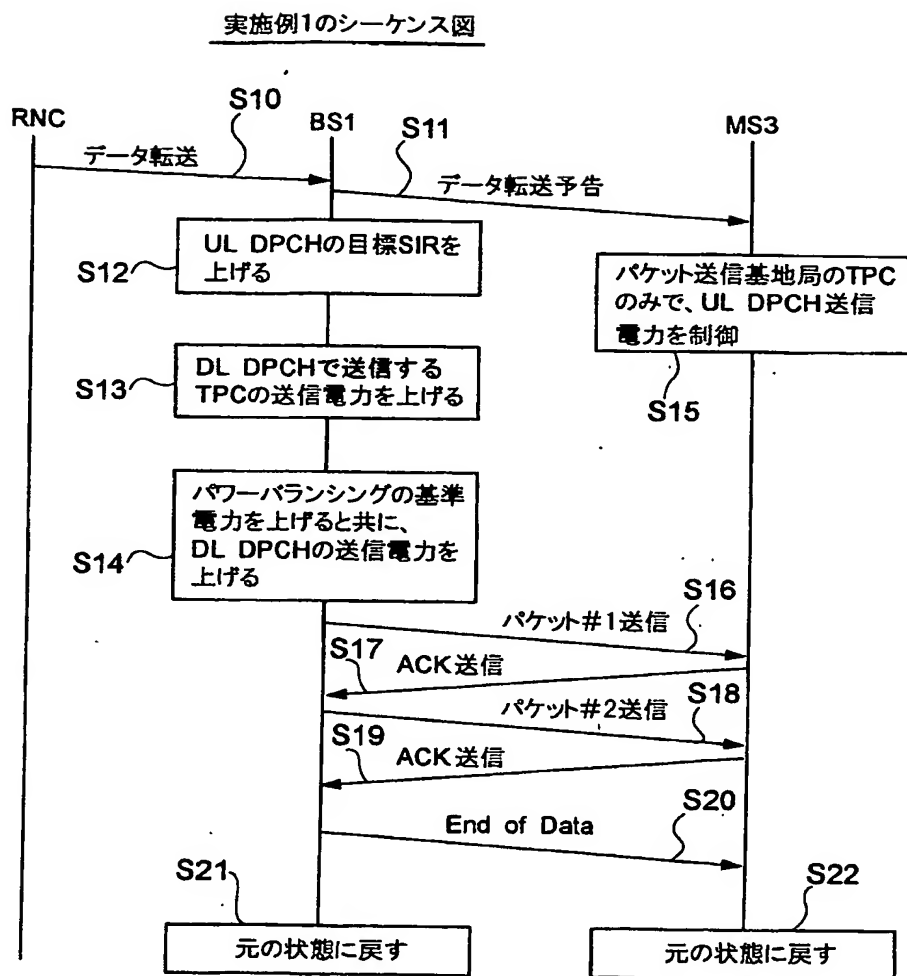 実施例1のシーケンス図
RNC
S10
BS1
S11
MS3
データ転送
データ転送予告
S12
UL DPCHの目標SIRを
上げる
パケット送信基地局のTPC
のみで、UL DPCH送信
電力を制御
S13
DL DPCHで送信する
TPCの送信電力を上げる
S15
S14
パワーバランシングの基準
電力を上げると共に、
DL DPCHの送信電力を
上げる
S16
パケット#1送信
S17
ACK送信
S18
パケット#2送信
S19
ACK送信
S20
End of Data
S21
S22
元の状態に戻す
元の状態に戻す